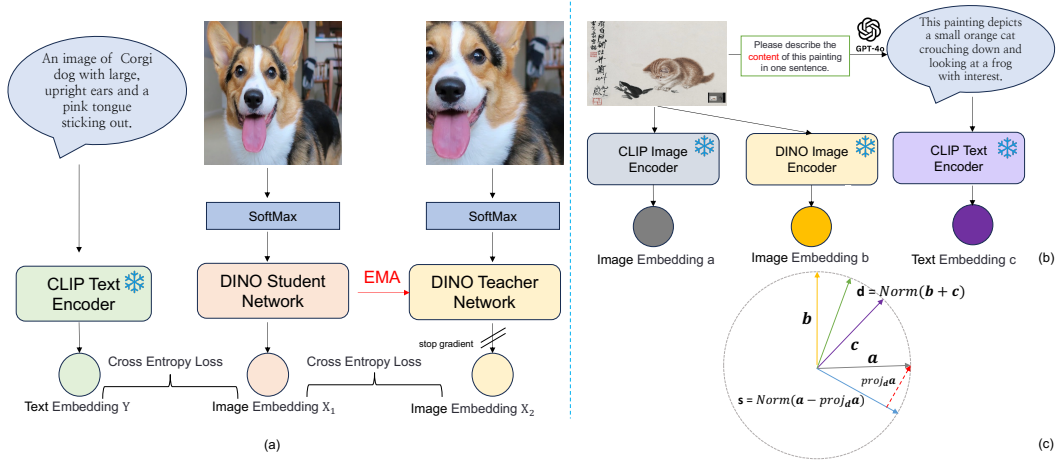 An image of Corgi
dog with large,
upright ears and a
pink tongue
sticking out.
SoftMax
SoftMax
CLIP Text
Encoder
DINO Student
Network
EMA
DINO Teacher
Network
stop gradient
Cross Entropy Loss
Cross Entropy Loss
Text Embedding Y
Image Embedding X₁
Image Embedding X₂
(a)
Please describe the
content of this painting
in one sentence.
GPT-4o
This painting depicts
a small orange cat
crouching down and
looking at a frog
with interest.
CLIP Image
Encoder
DINO Image
Encoder
CLIP Text
Encoder
Image Embedding a
Image Embedding b
Text Embedding c
(b)
d = Norm(b + c)
b
c
a
proj_d a
s = Norm(a − proj_d a)
(c)